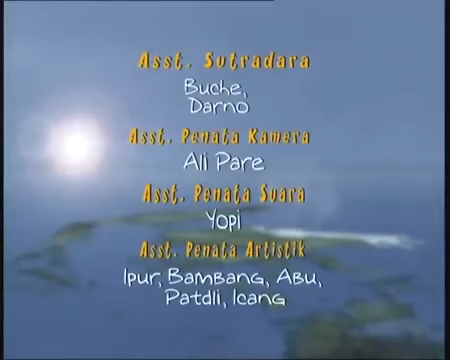 Asst. Sutradara
Buche,
Darno
Asst. Penata Kamera
Ali Pare
Asst. Penata Suara
Yopi
Asst. Penata Artistik
Ipur, Bambang, Abu,
Patdli, Icang